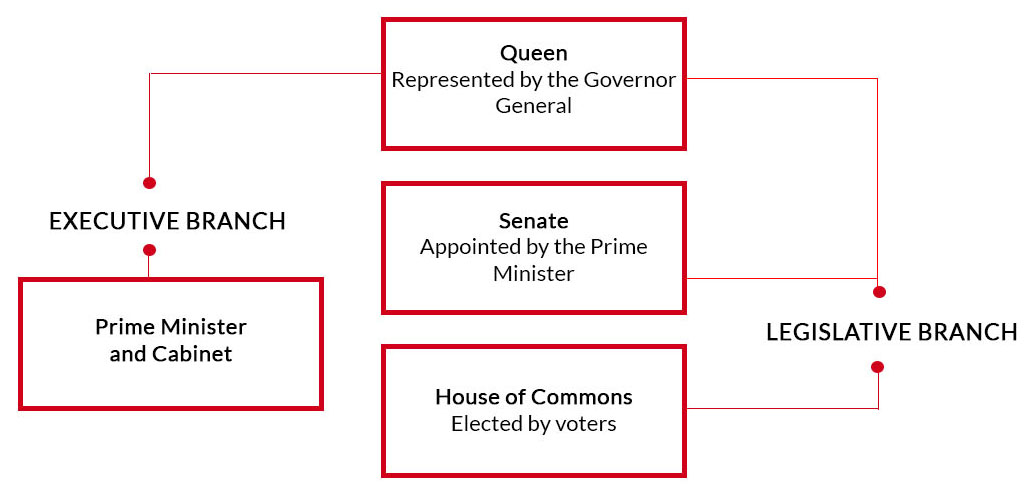 Queen
Represented by the Governor
General
EXECUTIVE BRANCH
Senate
Appointed by the Prime
Minister
Prime Minister
and Cabinet
LEGISLATIVE BRANCH
House of Commons
Elected by voters